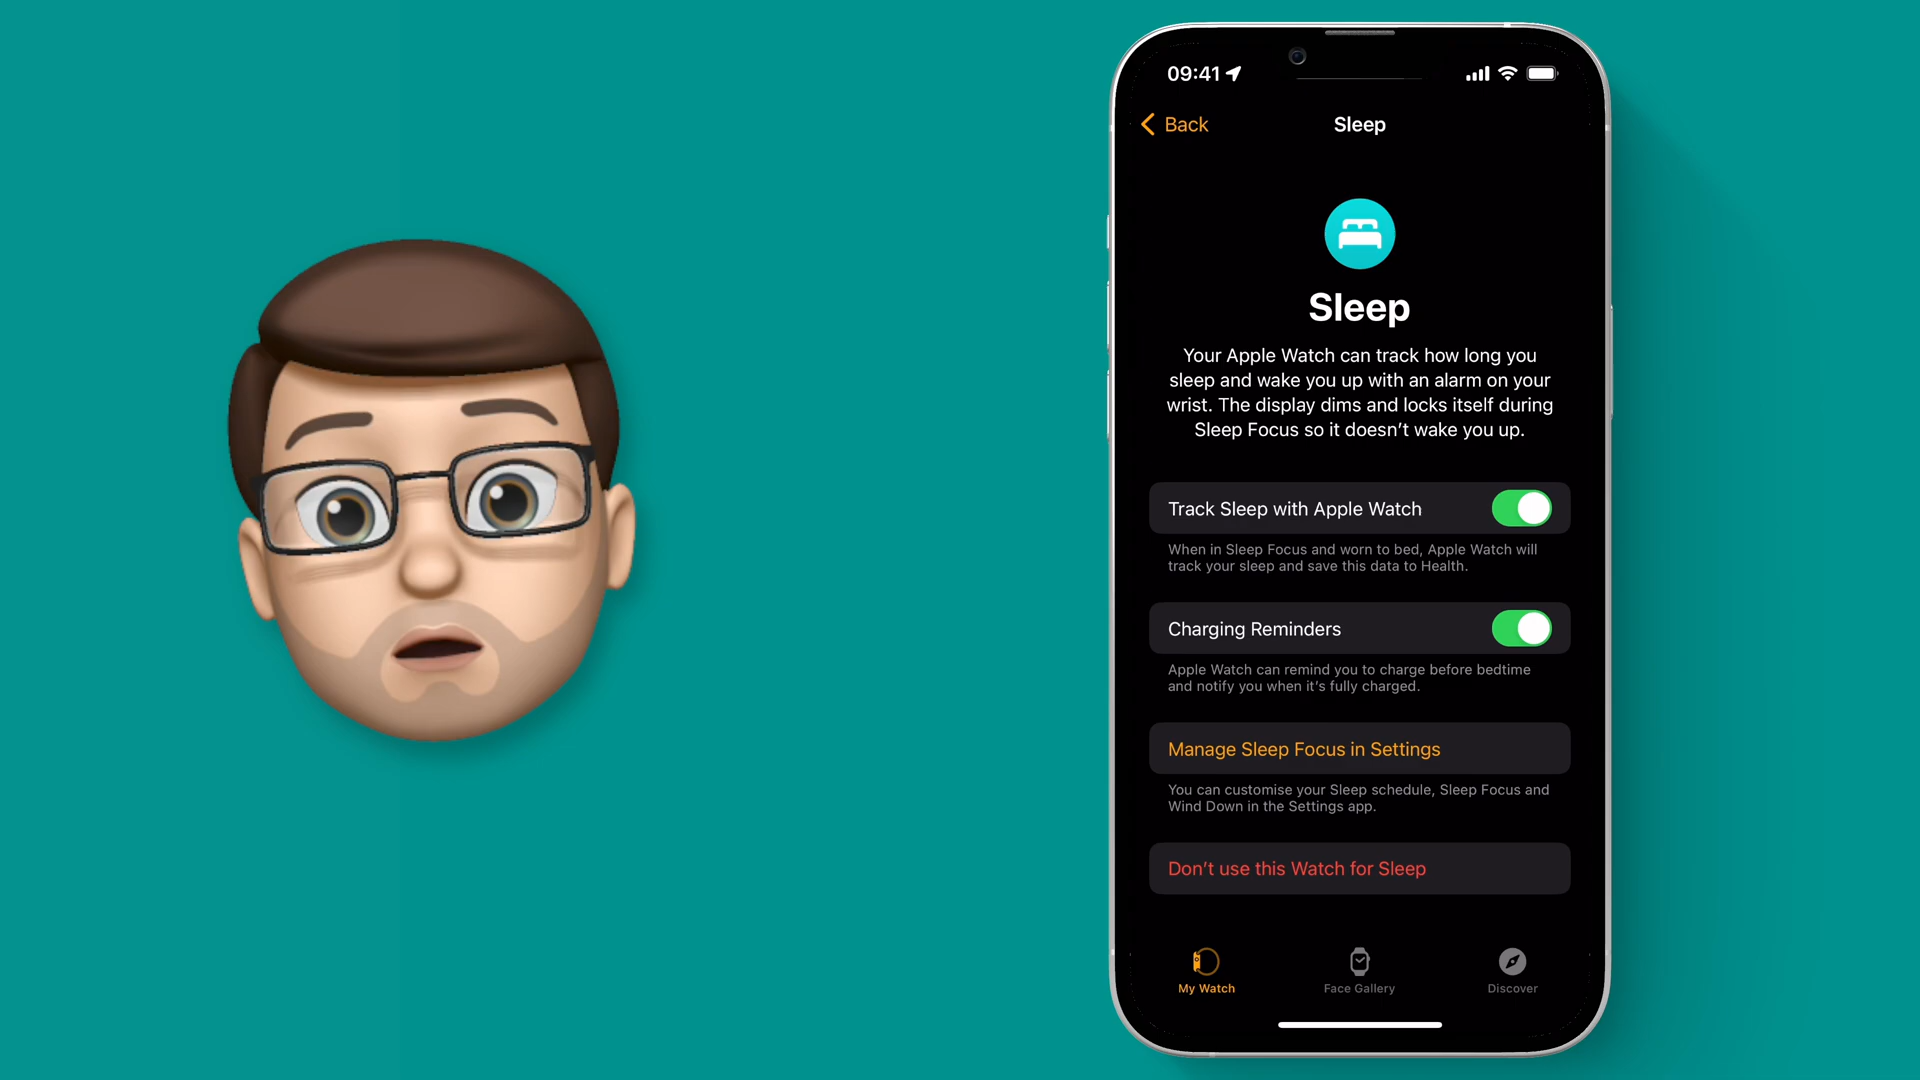 09:41
Back
Sleep
Sleep
Your Apple Watch can track how long you
sleep and wake you up with an alarm on your
wrist. The display dims and locks itself during
Sleep Focus so it doesn’t wake you up.
Track Sleep with Apple Watch
When in Sleep Focus and worn to bed, Apple Watch will
track your sleep and save this data to Health.
Charging Reminders
Apple Watch can remind you to charge before bedtime
and notify you when it’s fully charged.
Manage Sleep Focus in Settings
You can customise your Sleep schedule, Sleep Focus and
Wind Down in the Settings app.
Don’t use this Watch for Sleep
My Watch
Face Gallery
Discover